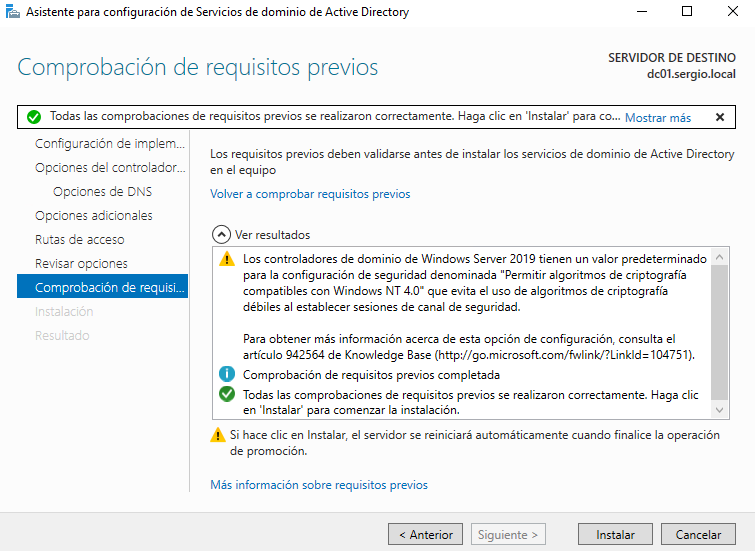 Asistente para configuración de Servicios de dominio de Active Directory
Comprobación de requisitos previos
SERVIDOR DE DESTINO
dc01.sergio.local
Todas las comprobaciones de requisitos previos se realizaron correctamente. Haga clic en 'Instalar' para co... Mostrar más
Configuración de implem...
Opciones del controlador...
Opciones de DNS
Opciones adicionales
Rutas de acceso
Revisar opciones
Comprobación de requisi...
Instalación
Resultado
Los requisitos previos deben validarse antes de instalar los servicios de dominio de Active Directory
en el equipo
Volver a comprobar requisitos previos
Ver resultados
Los controladores de dominio de Windows Server 2019 tienen un valor predeterminado
para la configuración de seguridad denominada "Permitir algoritmos de criptografía
compatibles con Windows NT 4.0" que evita el uso de algoritmos de criptografía
débiles al establecer sesiones de canal de seguridad.
Para obtener más información acerca de esta opción de configuración, consulta el
artículo 942564 de Knowledge Base (http://go.microsoft.com/fwlink/?LinkId=104751).
Comprobación de requisitos previos completada
Todas las comprobaciones de requisitos previos se realizaron correctamente. Haga clic
en 'Instalar' para comenzar la instalación.
Si hace clic en Instalar, el servidor se reiniciará automáticamente cuando finalice la operación
de promoción.
Más información sobre requisitos previos
< Anterior
Siguiente >
Instalar
Cancelar